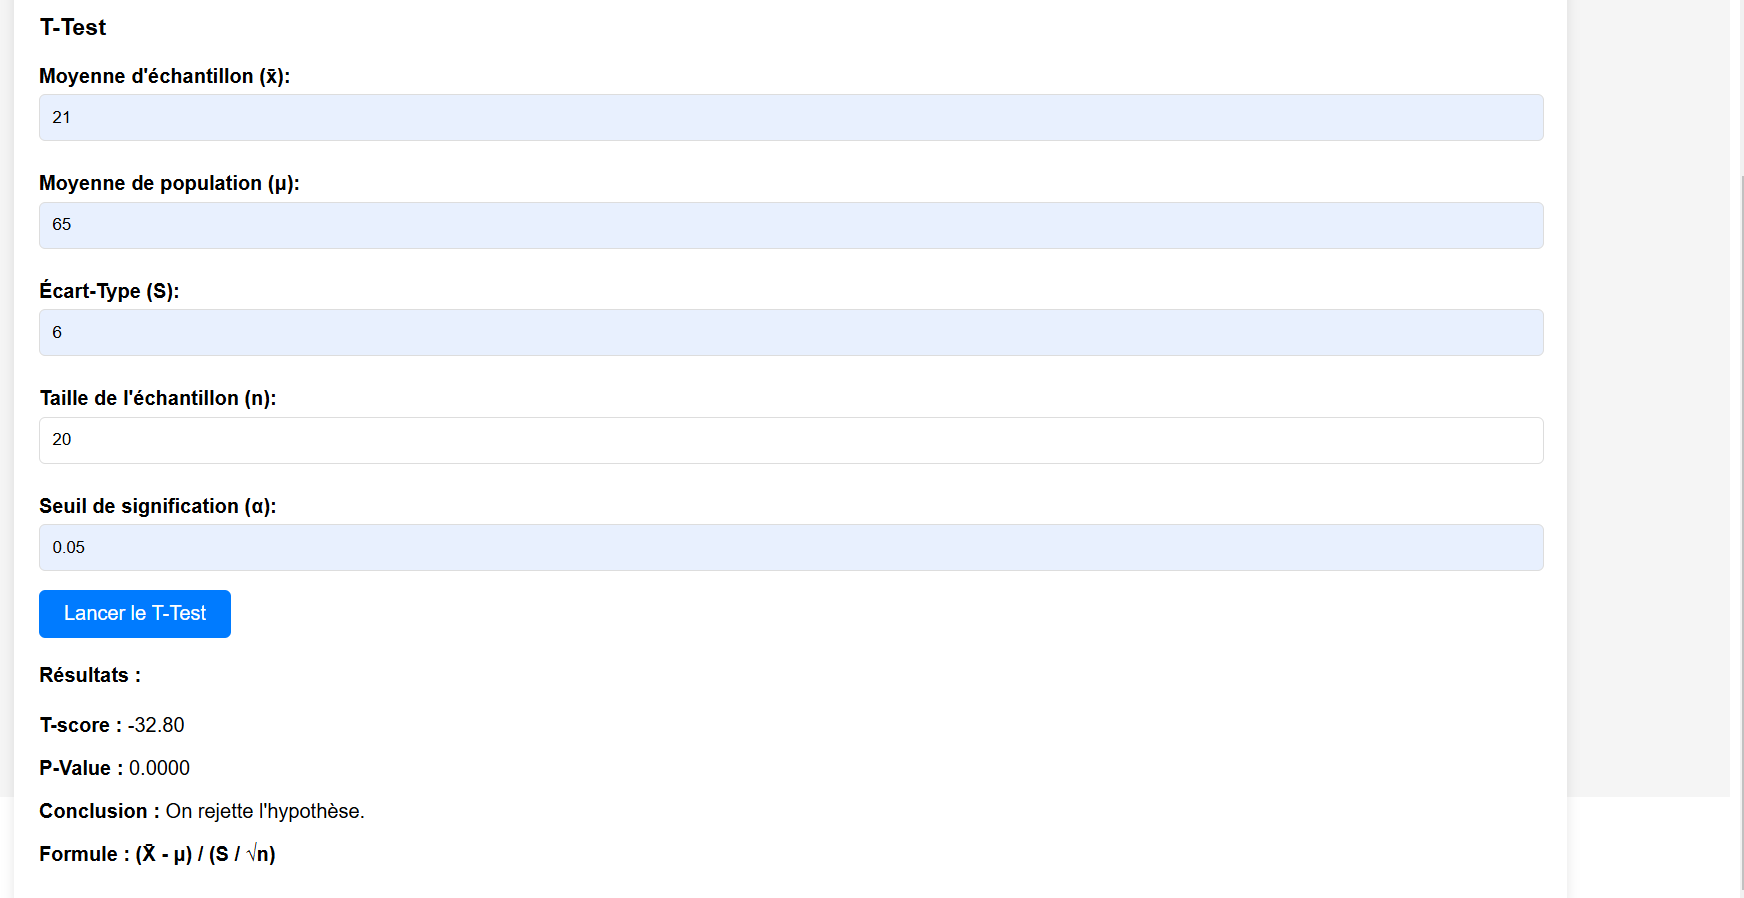 T-Test
Moyenne d'échantillon (x̄):
21
Moyenne de population (μ):
65
Écart-Type (S):
6
Taille de l'échantillon (n):
20
Seuil de signification (α):
0.05
Lancer le T-Test
Résultats :
T-score : -32.80
P-Value : 0.0000
Conclusion : On rejette l'hypothèse.
Formule : (X̄ - μ) / (S / √n)